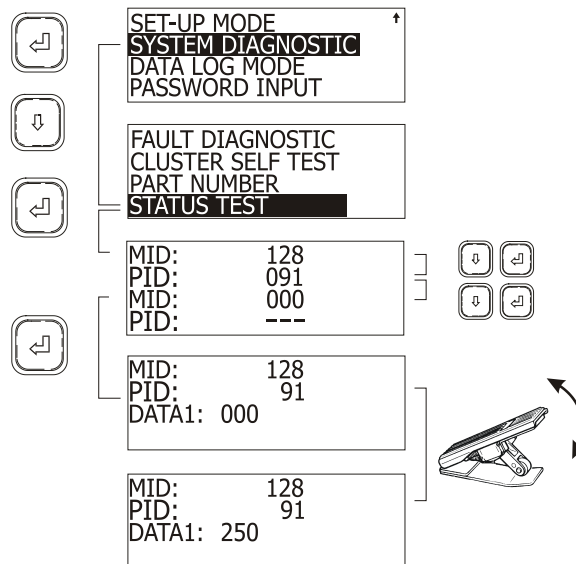 SET-UP MODE
SYSTEM DIAGNOSTIC
DATA LOG MODE
PASSWORD INPUT
FAULT DIAGNOSTIC
CLUSTER SELF TEST
PART NUMBER
STATUS TEST
MID: 128
PID: 091
MID: 000
PID: ---
MID: 128
PID: 91
DATA1: 000
MID: 128
PID: 91
DATA1: 250